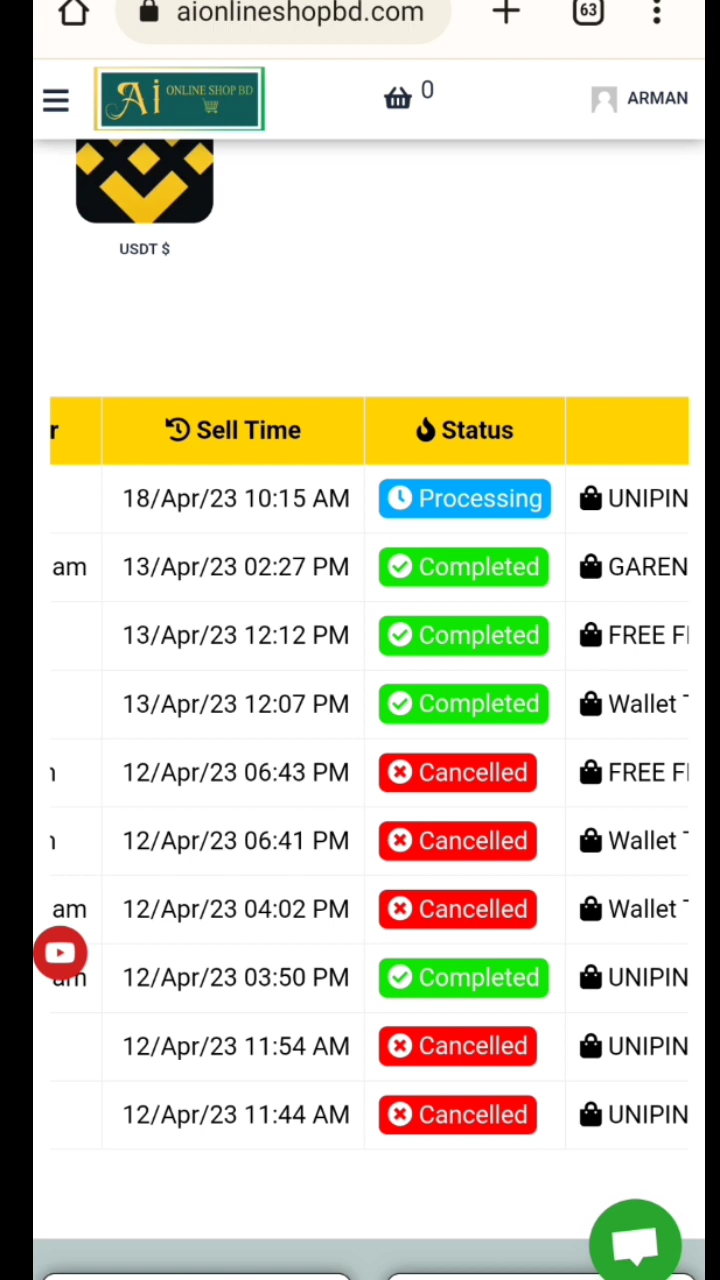 aionlineshopbd.com
63
Ai ONLINE SHOP BD
0
ARMAN
USDT $
r Sell Time Status
18/Apr/23 10:15 AM Processing UNIPIN
am 13/Apr/23 02:27 PM Completed GAREN
13/Apr/23 12:12 PM Completed FREE F
13/Apr/23 12:07 PM Completed Wallet
12/Apr/23 06:43 PM Cancelled FREE F
12/Apr/23 06:41 PM Cancelled Wallet
am 12/Apr/23 04:02 PM Cancelled Wallet
am 12/Apr/23 03:50 PM Completed UNIPIN
12/Apr/23 11:54 AM Cancelled UNIPIN
12/Apr/23 11:44 AM Cancelled UNIPIN